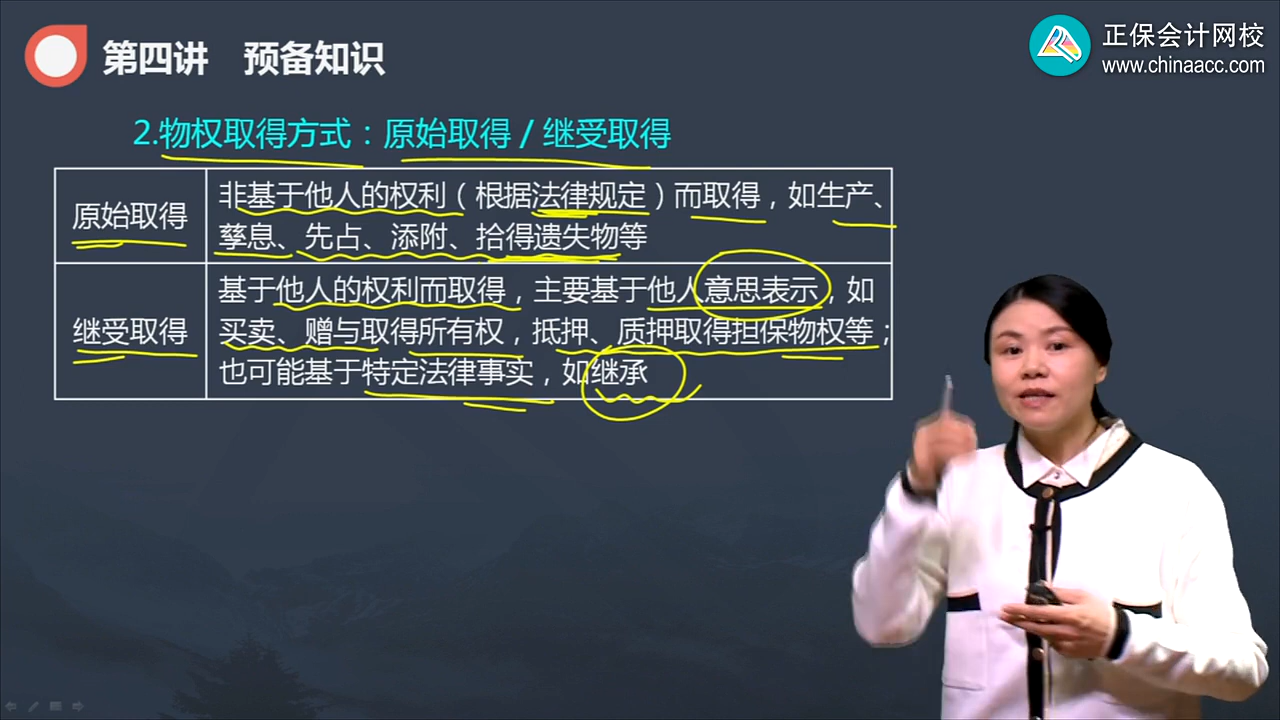 第四讲 预备知识
正保会计网校
www.chinaacc.com
2.物权取得方式：原始取得/继受取得
原始取得
非基于他人的权利（根据法律规定）而取得，如生产、
孳息、先占、添附、拾得遗失物等
继受取得
基于他人的权利而取得，主要基于他人意思表示，如
买卖、赠与取得所有权，抵押、质押取得担保物权等；
也可能基于特定法律事实，如继承